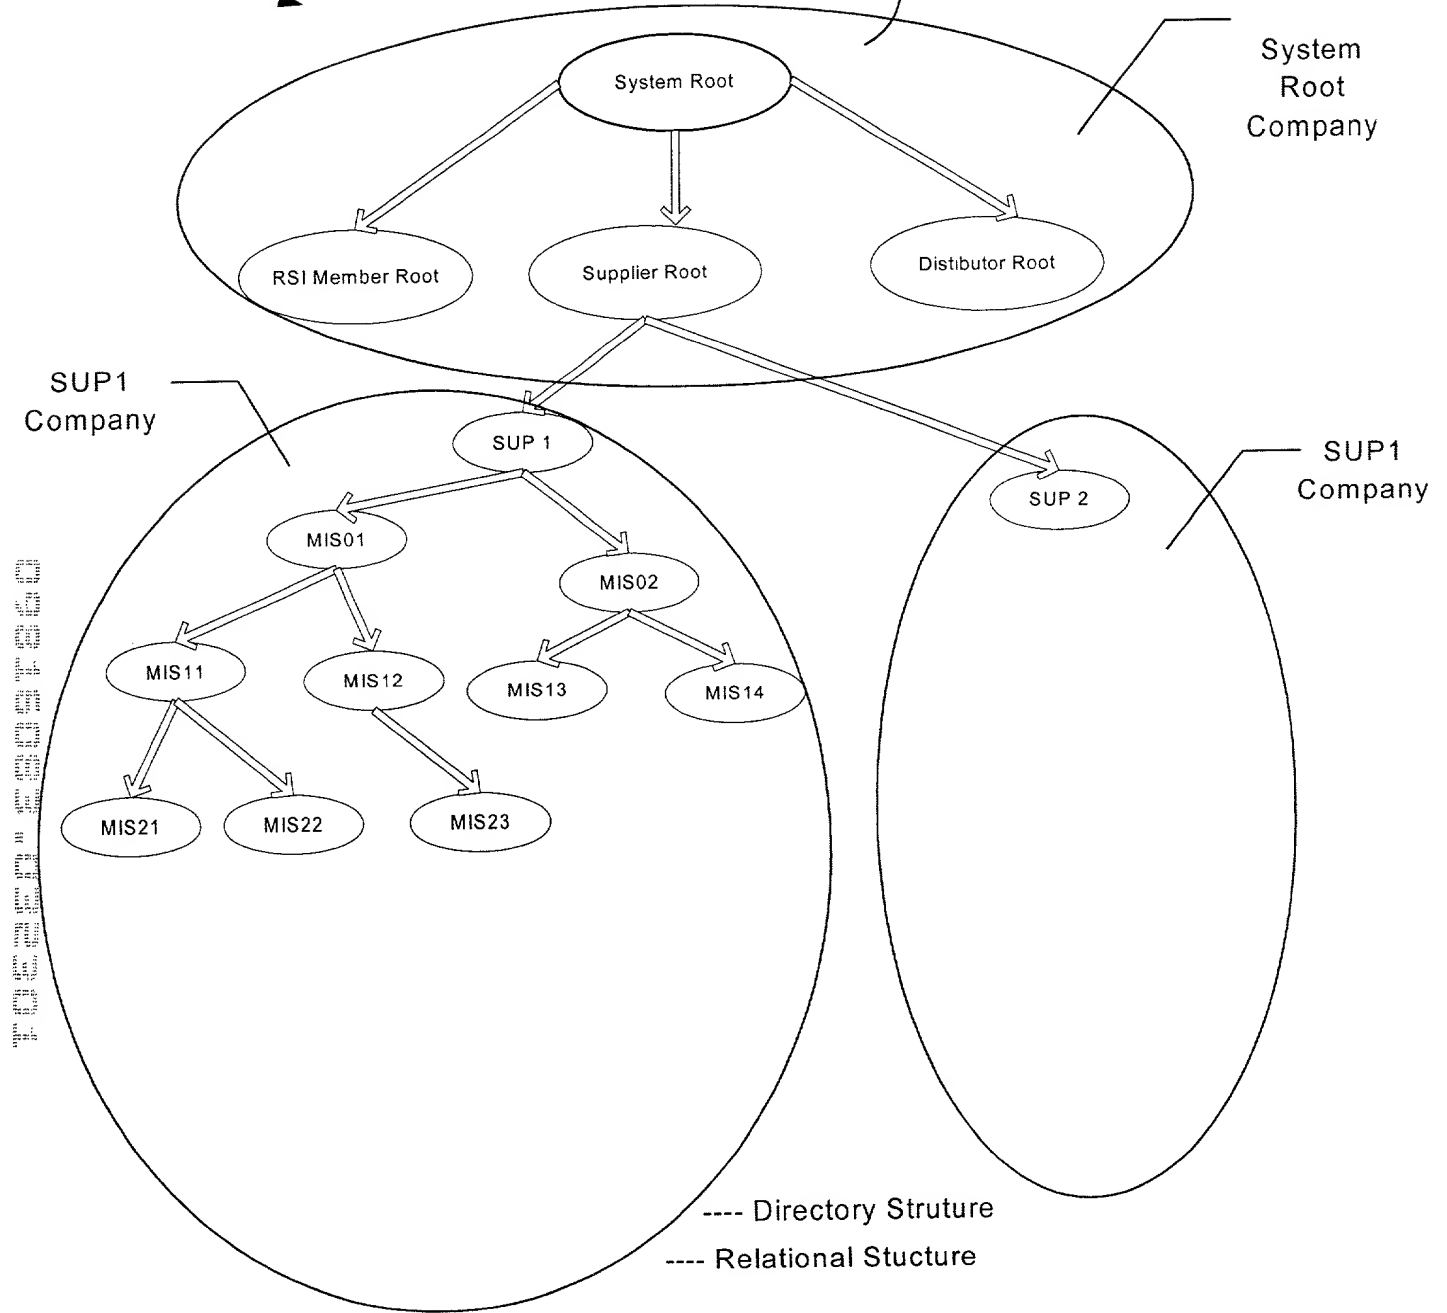 System Root
System
Root
Company
RSI Member Root
Supplier Root
Distibutor Root
SUP1
Company
SUP 1
SUP1
Company
SUP 2
MIS01
MIS02
MIS11
MIS12
MIS13
MIS14
MIS21
MIS22
MIS23
---- Directory Struture
---- Relational Stucture